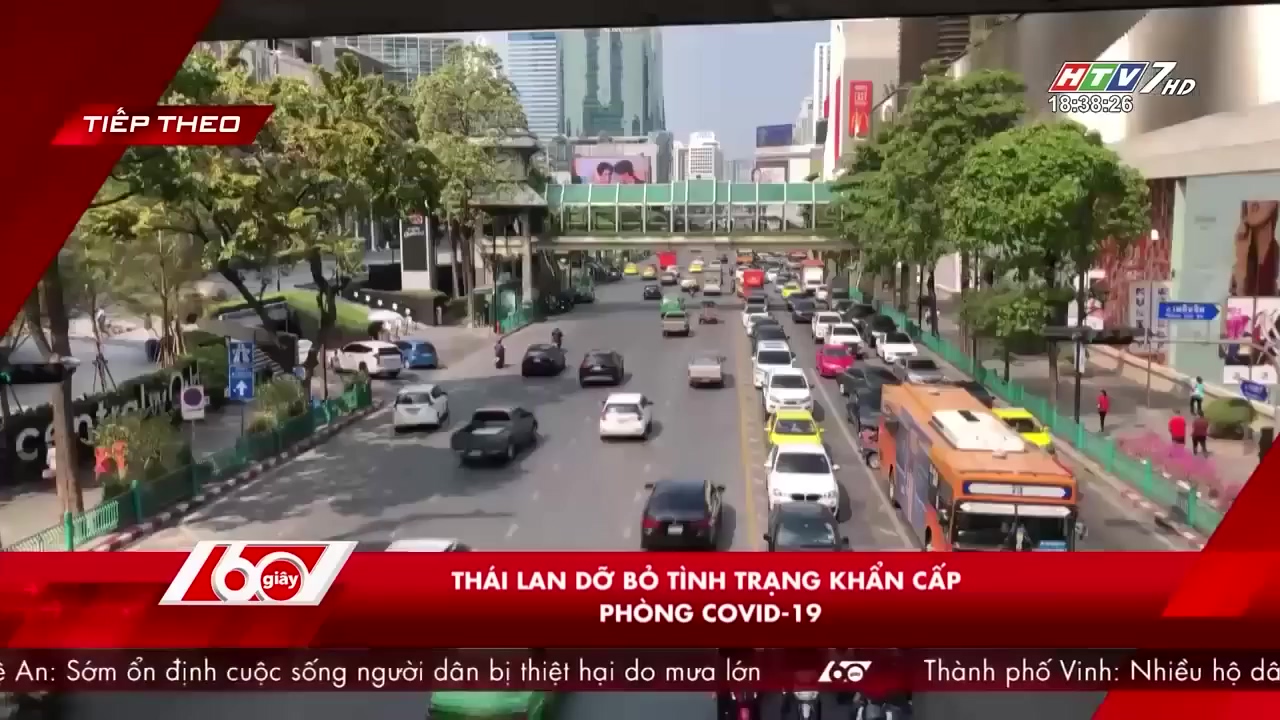 HTV7 HD
18:38:26
TIẾP THEO
60 giây
THÁI LAN DỠ BỎ TÌNH TRẠNG KHẨN CẤP
PHÒNG COVID-19
An: Sớm ổn định cuộc sống người dân bị thiệt hại do mưa lớn
60 giây
Thành phố Vinh: Nhiều hộ